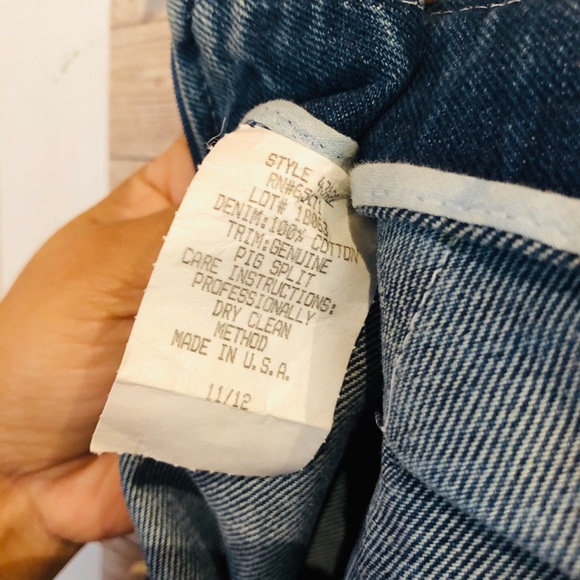 STYLE
LOT# 18063
DENIM:100% COTTON
TRIM:GENUINE
PIG SPLIT
CARE INSTRUCTIONS:
PROFESSIONALLY
DRY CLEAN
METHOD
MADE IN U.S.A.
11/12